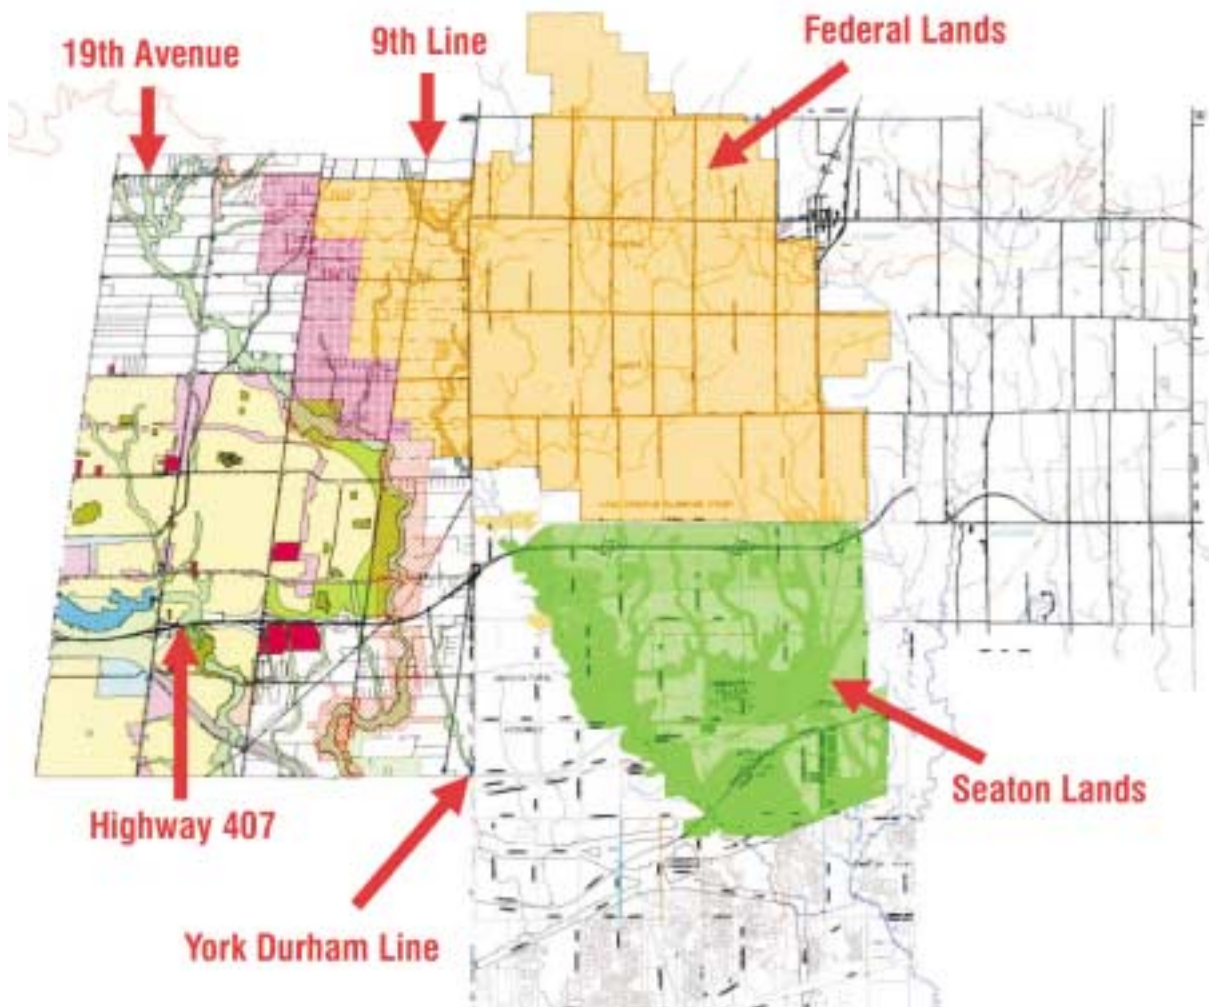 19th Avenue
9th Line
Federal Lands
Seaton Lands
Highway 407
York Durham Line